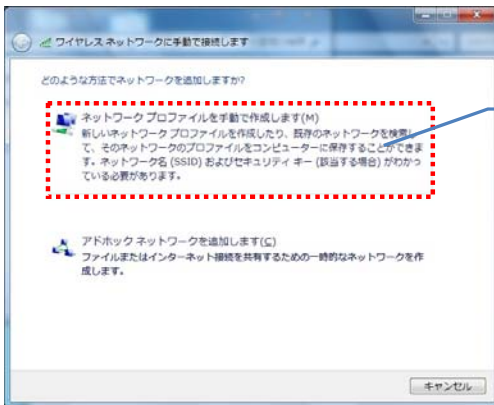 ワイヤレス ネットワークに手動で接続します
どのような方法でネットワークを追加しますか?
ネットワーク プロファイルを手動で作成します(M)
新しいネットワーク プロファイルを作成したり、既存のネットワークを検索し
て、そのネットワークのプロファイルをコンピューターに保存することができま
す。ネットワーク名 (SSID) およびセキュリティ キー (該当する場合) がわかっ
ている必要があります。
アドホック ネットワークを追加します(C)
ファイルまたはインターネット接続を共有するための一時的なネットワークを作
成します。
キャンセル